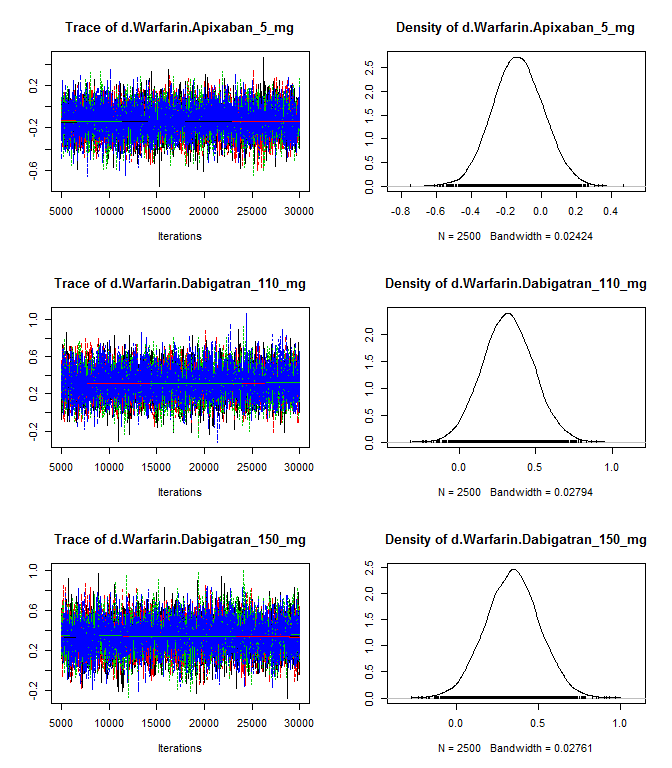 Trace of d.Warfarin.Apixaban_5_mg
-0.6 -0.2 0.2
5000 10000 15000 20000 25000 30000
Iterations
Density of d.Warfarin.Apixaban_5_mg
0.0 0.5 1.0 1.5 2.0 2.5
-0.8 -0.6 -0.4 -0.2 0.0 0.2 0.4
N = 2500 Bandwidth = 0.02424
Trace of d.Warfarin.Dabigatran_110_mg
-0.2 0.2 0.6 1.0
5000 10000 15000 20000 25000 30000
Iterations
Density of d.Warfarin.Dabigatran_110_mg
0.0 0.5 1.0 1.5 2.0
0.0 0.5 1.0
N = 2500 Bandwidth = 0.02794
Trace of d.Warfarin.Dabigatran_150_mg
-0.2 0.2 0.6 1.0
5000 10000 15000 20000 25000 30000
Iterations
Density of d.Warfarin.Dabigatran_150_mg
0.0 0.5 1.0 1.5 2.0 2.5
0.0 0.5 1.0
N = 2500 Bandwidth = 0.02761